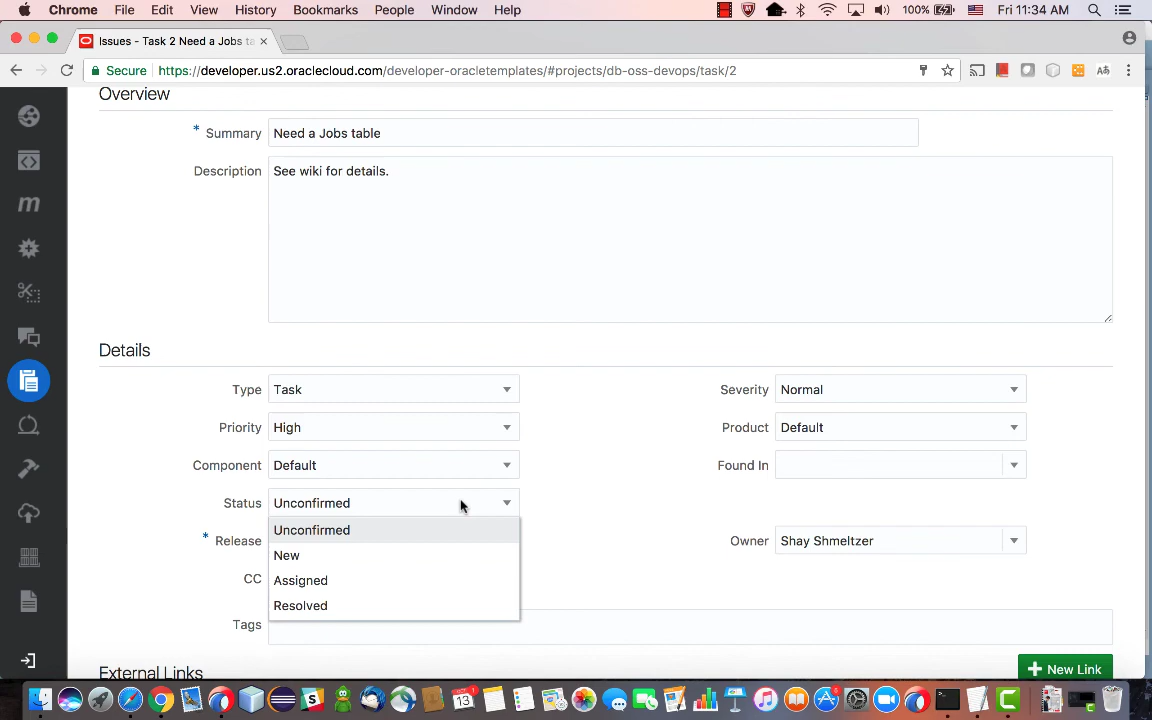 Chrome File Edit View History Bookmarks People Window Help 100% Fri 11:34 AM
Issues - Task 2 Need a Jobs ta
Secure https://developer.us2.oraclecloud.com/developer-oracletemplates/#projects/db-oss-devops/task/2
Overview
* Summary Need a Jobs table
Description See wiki for details.
Details
Type Task Severity Normal
Priority High Product Default
Component Default Found In
Status Unconfirmed
Unconfirmed
* Release Owner Shay Shmeltzer
New
CC Assigned
Resolved
Tags
External Links + New Link